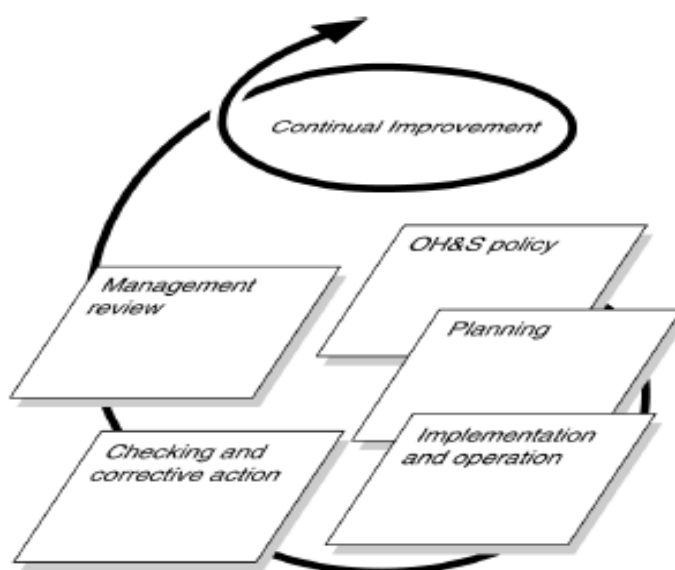 Continual Improvement
OH&S policy
Management
review
Planning
Implementation
and operation
Checking and
corrective action